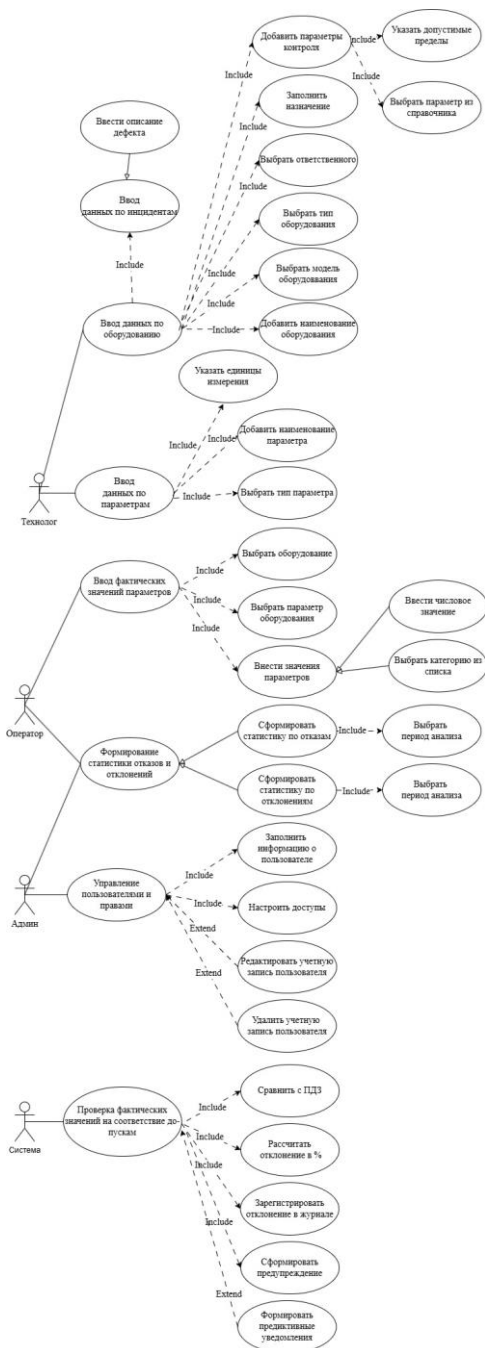 Добавить параметры
контроля
Include
Указать допустимые
пределы
Include
Include
Выбрать параметр из
справочника
Заполнить
назначение
Include
Ввести описание
дефекта
Выбрать ответственного
Include
Ввод
данных по инцидентам
Выбрать тип
оборудования
Include
Include
Выбрать модель
оборудоввания
Include
Ввод данных по
оборудованию
Include
Добавить наименование
оборудования
Указать единицы
измерения
Include
Добавить наименование
параметра
Include
Ввод
данных по
параметрам
Include
Выбрать тип параметра
Технолог
Выбрать оборудование
Include
Ввод фактических
значений параметров
Include
Выбрать параметр
оборудования
Include
Ввести числовое
значение
Внести значения
параметров
Выбрать категорию из
списка
Оператор
Сформировать
статистику по отказам
Include
Выбрать
период анализа
Формирование
статистики отказов и
отклонений
Сформировать
статистику по
отклонениям
Include
Выбрать
период анализа
Заполнить
информацию о
пользователе
Include
Управление
пользователями и
правами
Include
Настроить доступы
Админ
Extend
Редактировать учетную
запись пользователя
Extend
Удалить учетную
запись пользователя
Сравнить с ПДЗ
Include
Проверка фактических
значений на соответствие до-
пускам
Система
Include
Рассчитать
отклонение в %
Include
Зарегистрировать
отклонение в журнале
Include
Сформировать
предупреждение
Extend
Формировать
предиктивные
уведомления